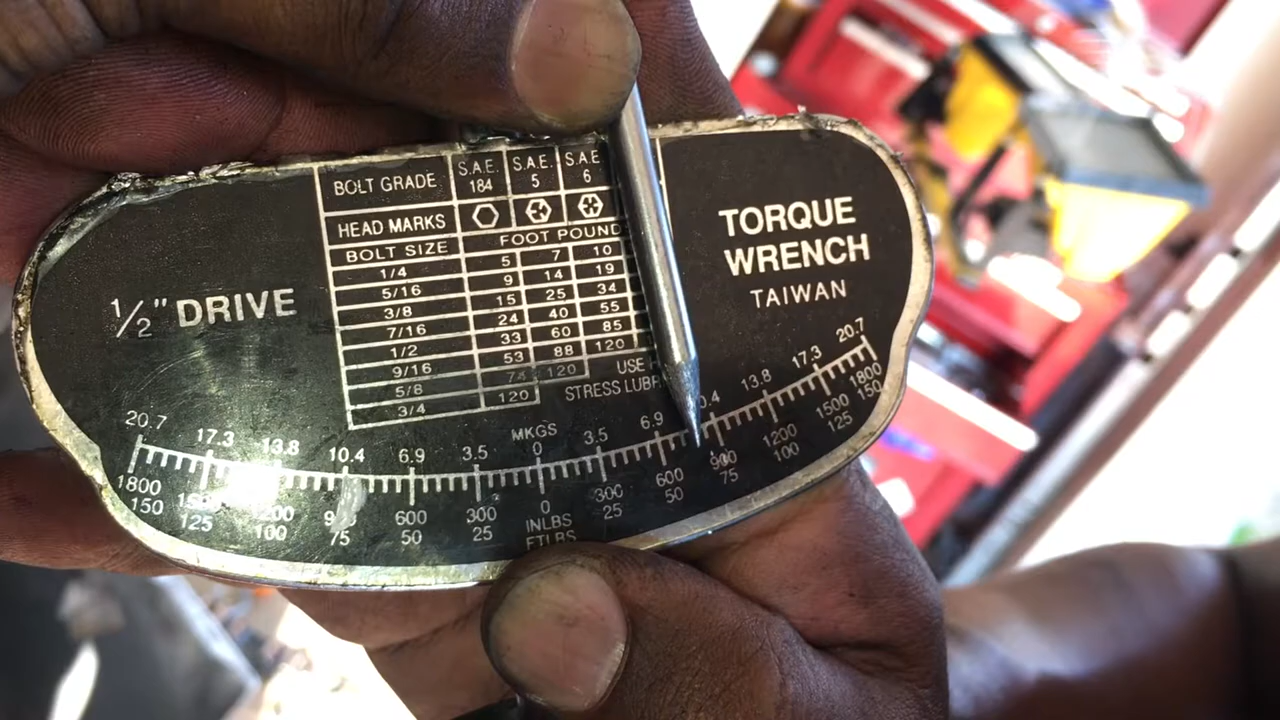 BOLT GRADE S.A.E. 184 S.A.E. 5 S.A.E. 6
HEAD MARKS
BOLT SIZE FOOT POUND
1/4 5 7 10
5/16 9 14 19
3/8 15 25 34
7/16 24 40 55
1/2 33 60 85
9/16 53 88 120
5/8 74 120
3/4 120
USE
STRESS
1/2" DRIVE
TORQUE
WRENCH
TAIWAN
20.7 17.3 13.8 10.4 6.9 3.5 MKGS 0 3.5 6.9 13.8 17.3 20.7
1800 600 300 0 300 600 900 1200 1500 1800
INLBS
150 125 100 75 50 25 25 50 75 100 125 150
FTLBS